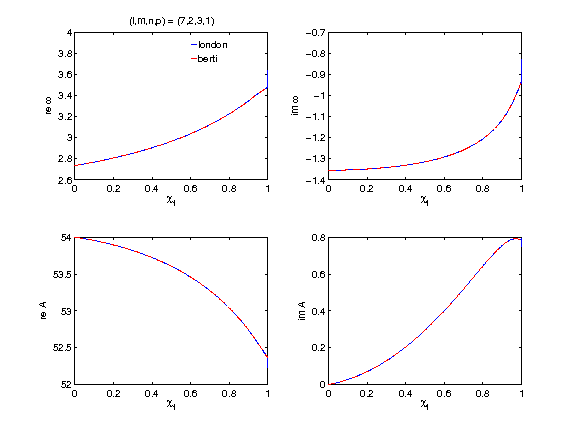 (l,m,n,p) = (7,2,3,1)
london
berti
re ω
4
3.8
3.6
3.4
3.2
3
2.8
2.6
0 0.2 0.4 0.6 0.8 1
χf
im ω
−0.7
−0.8
−0.9
−1
−1.1
−1.2
−1.3
−1.4
0 0.2 0.4 0.6 0.8 1
χf
re A
54
53.5
53
52.5
52
0 0.2 0.4 0.6 0.8 1
χf
im A
0.8
0.6
0.4
0.2
0
0 0.2 0.4 0.6 0.8 1
χf